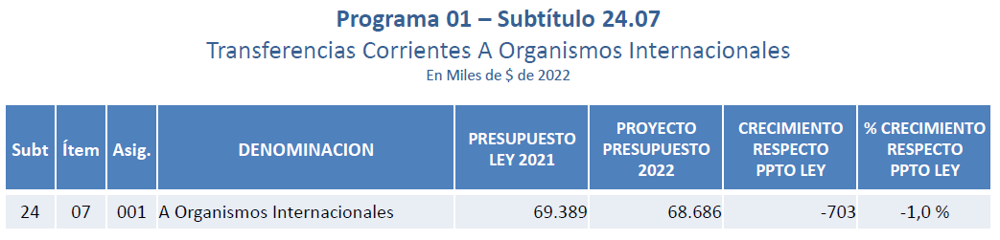 Programa 01 – Subtítulo 24.07
Transferencias Corrientes A Organismos Internacionales
En Miles de $ de 2022
Subt Ítem Asig. DENOMINACION PRESUPUESTO LEY 2021 PROYECTO PRESUPUESTO 2022 CRECIMIENTO RESPECTO PPTO LEY % CRECIMIENTO RESPECTO PPTO LEY
24 07 001 A Organismos Internacionales 69.389 68.686 -703 -1,0 %